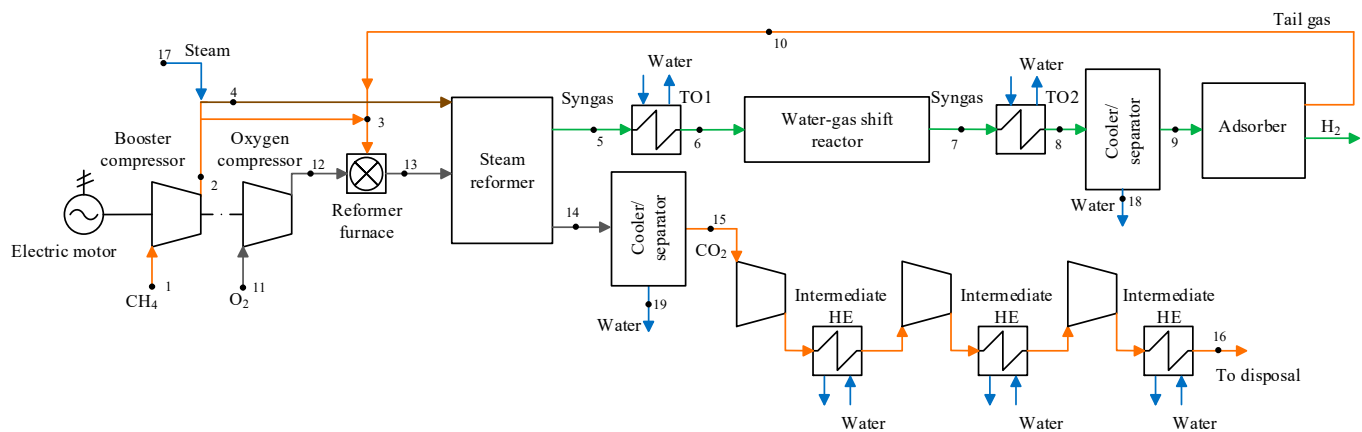 Tail gas
10
17
Steam
Water
Water
4
Syngas
TO1
Syngas
TO2
3
5
6
Water-gas shift
reactor
7
8
Cooler/
separator
9
Adsorber
H2
Booster
compressor
Oxygen
compressor
12
13
Steam
reformer
2
Reformer
furnace
14
Cooler/
separator
15
CO2
Water
18
Electric motor
1
CH4
11
O2
19
Water
Intermediate
HE
Intermediate
HE
Intermediate
HE
16
To disposal
Water
Water
Water